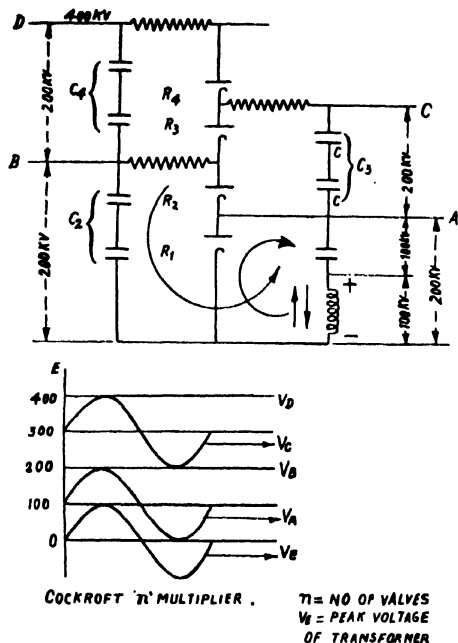 D
400KV
200KV
C4
R4
R3
C
C
C3
C
200KV
B
C2
R2
R1
200KV
A
100KV
100KV
200KV
+
-
E
400
300
200
100
0
VD
VC
VB
VA
VE
COCKROFT 'n' MULTIPLIER.
n = NO OF VALVES
VE = PEAK VOLTAGE
OF TRANSFORMER